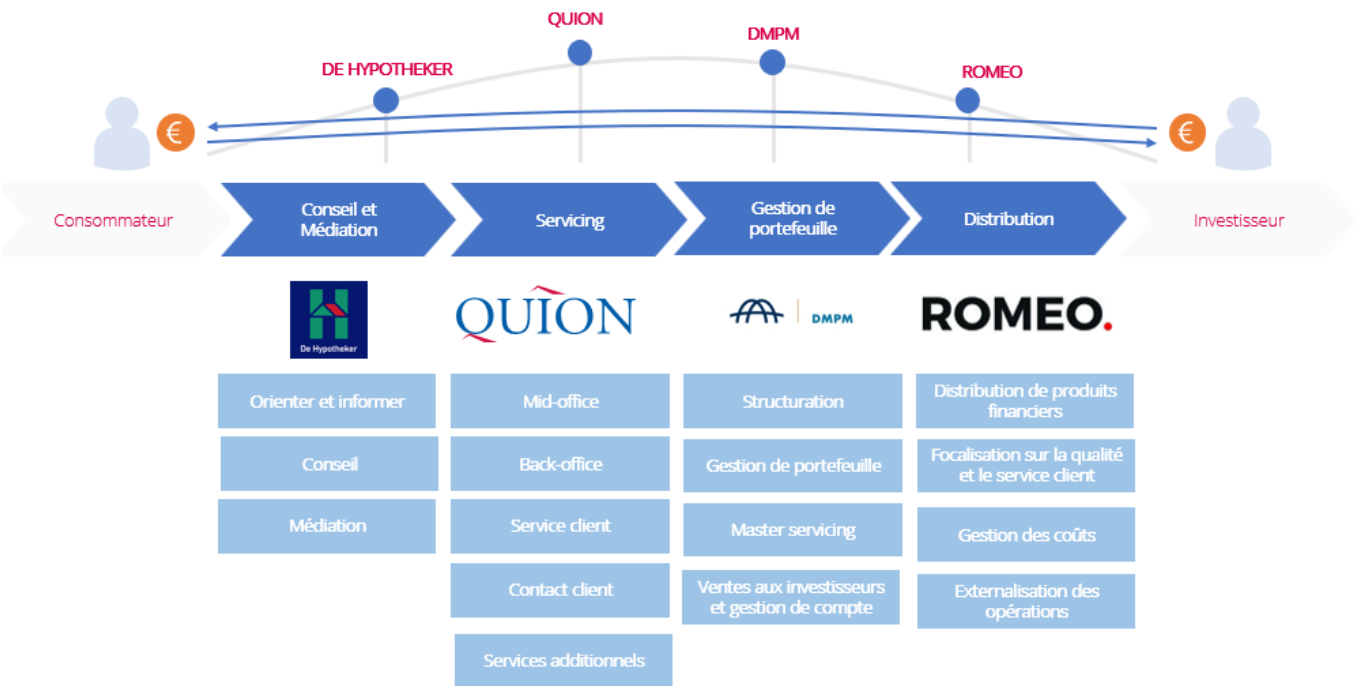 QUION
DMPM
DE HYPOTHEKER
ROMEO
€
€
Consommateur
Conseil et
Médiation
Servicing
Gestion de
portefeuille
Distribution
Investisseur
De Hypotheker
QUION
DMPM
ROMEO.
Orienter et informer
Conseil
Médiation
Mid-office
Back-office
Service client
Contact client
Services additionnels
Structuration
Gestion de portefeuille
Master servicing
Ventes aux investisseurs
et gestion de compte
Distribution de produits
financiers
Focalisation sur la qualité
et le service client
Gestion des coûts
Externalisation des
opérations